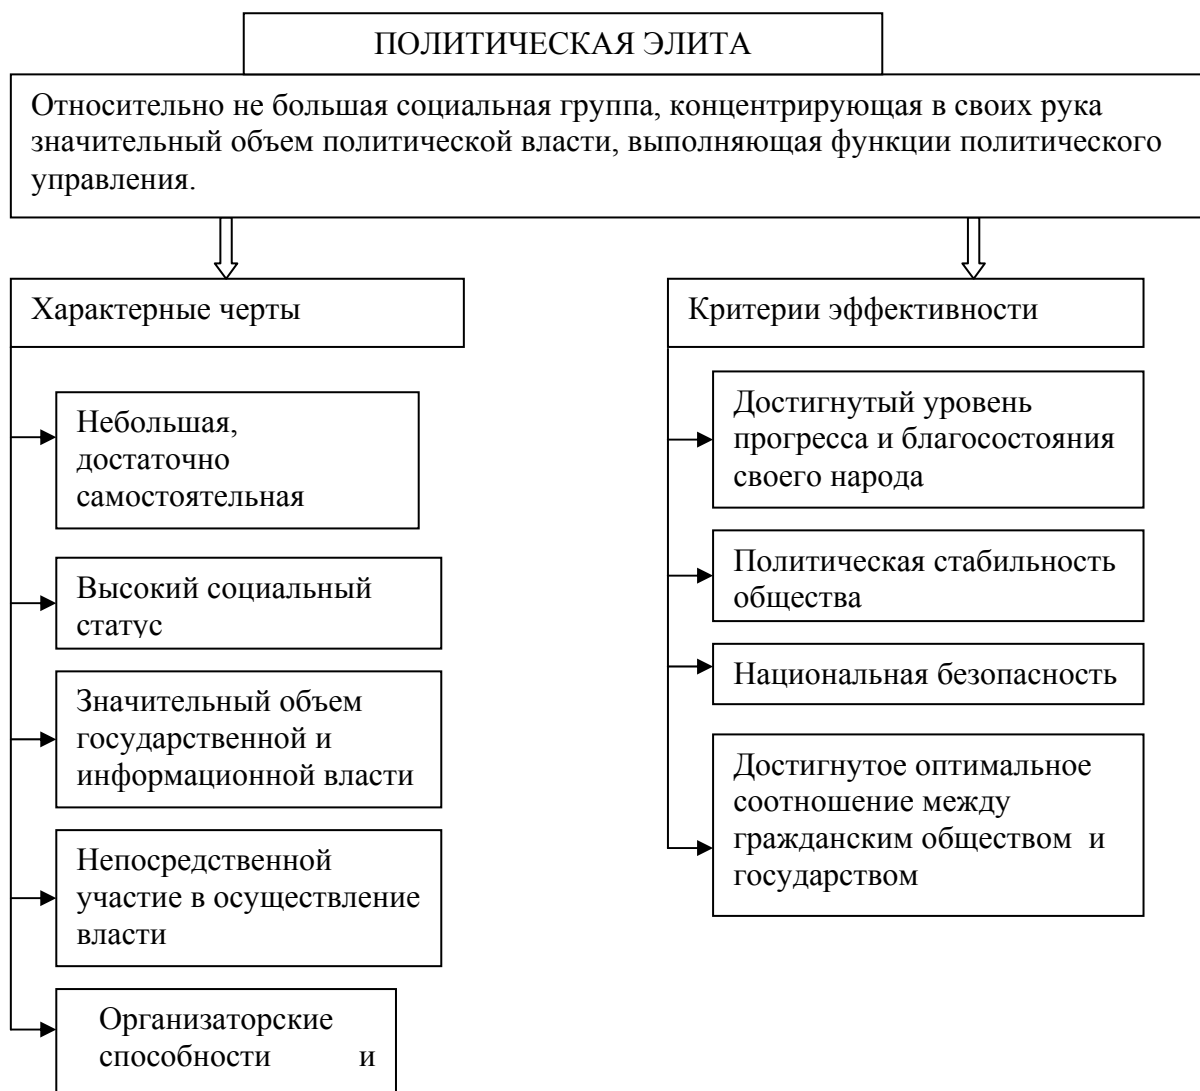 ПОЛИТИЧЕСКАЯ ЭЛИТА
Относительно не большая социальная группа, концентрирующая в своих рука
значительный объем политической власти, выполняющая функции политического
управления.
Характерные черты
Небольшая,
достаточно
самостоятельная
Высокий социальный
статус
Значительный объем
государственной и
информационной власти
Непосредственной
участие в осуществление
власти
Организаторские
способности и
Критерии эффективности
Достигнутый уровень
прогресса и благосостояния
своего народа
Политическая стабильность
общества
Национальная безопасность
Достигнутое оптимальное
соотношение между
гражданским обществом и
государством